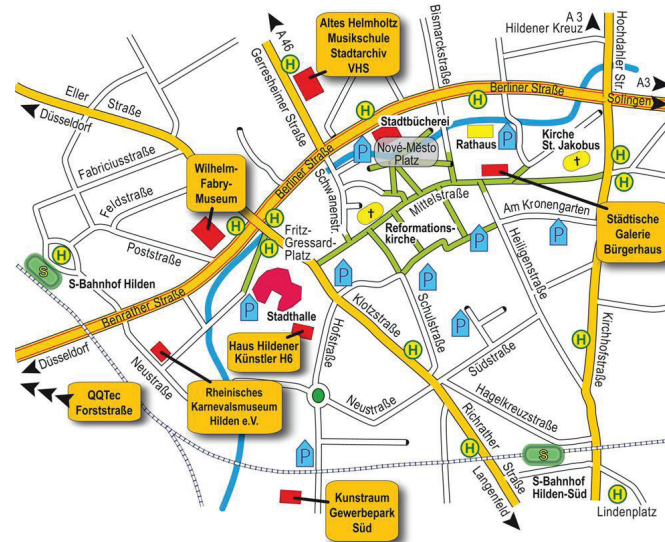 Altes Helmholtz
Musikschule
Stadtarchiv
VHS
A 46
Gerresheimer Straße
Bismarckstraße
A 3
Hildener Kreuz
Hochdahler Str.
A3
Solingen
Eller
Straße
Düsseldorf
Berliner Straße
Stadtbücherei
Nové-Město
Platz
Rathaus
Kirche
St. Jakobus
Fabriciusstraße
Feldstraße
Wilhelm-
Fabry-
Museum
Berliner Straße
Schwanenstr.
Mittelstraße
Städtische
Galerie
Bürgerhaus
Am Kronengarten
Reformations-
kirche
Heiligenstraße
Fritz-
Gressard-
Platz
Poststraße
S-Bahnhof Hilden
Benrather Straße
Düsseldorf
Stadthalle
Haus Hildener
Künstler H6
Klotzstraße
Schulstraße
Hofstraße
Kirchhofstraße
Südstraße
Neustraße
QQTec
Forststraße
Rheinisches
Karnevalsmuseum
Hilden e.V.
Neustraße
Hagelkreuzstraße
Richrather
Straße
Langenfeld
S-Bahnhof
Hilden-Süd
Lindenplatz
Kunstraum
Gewerbepark
Süd
H
H
H
H
H
H
H
H
H
H
H
H
P
P
P
P
P
P
P
P
S
S